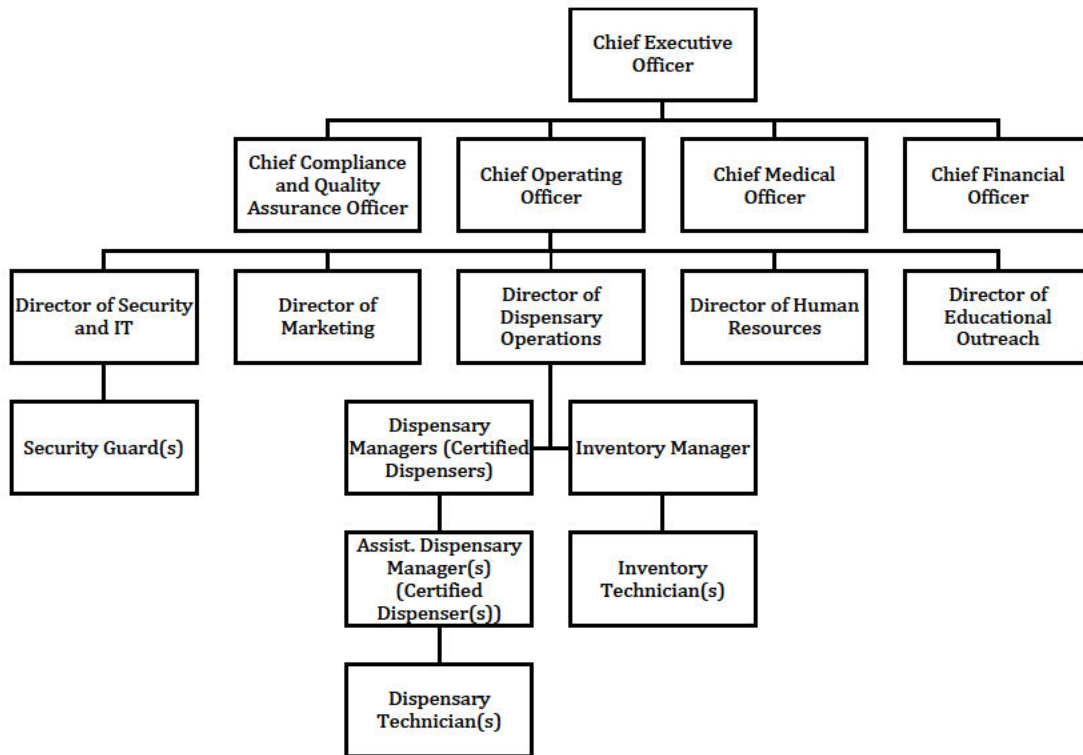 Chief Executive
Officer
Chief Compliance
and Quality
Assurance Officer
Chief Operating
Officer
Chief Medical
Officer
Chief Financial
Officer
Director of Security
and IT
Director of
Marketing
Director of
Dispensary
Operations
Director of Human
Resources
Director of
Educational
Outreach
Security Guard(s)
Dispensary
Managers (Certified
Dispensers)
Inventory Manager
Assist. Dispensary
Manager(s)
(Certified
Dispenser(s))
Inventory
Technician(s)
Dispensary
Technician(s)